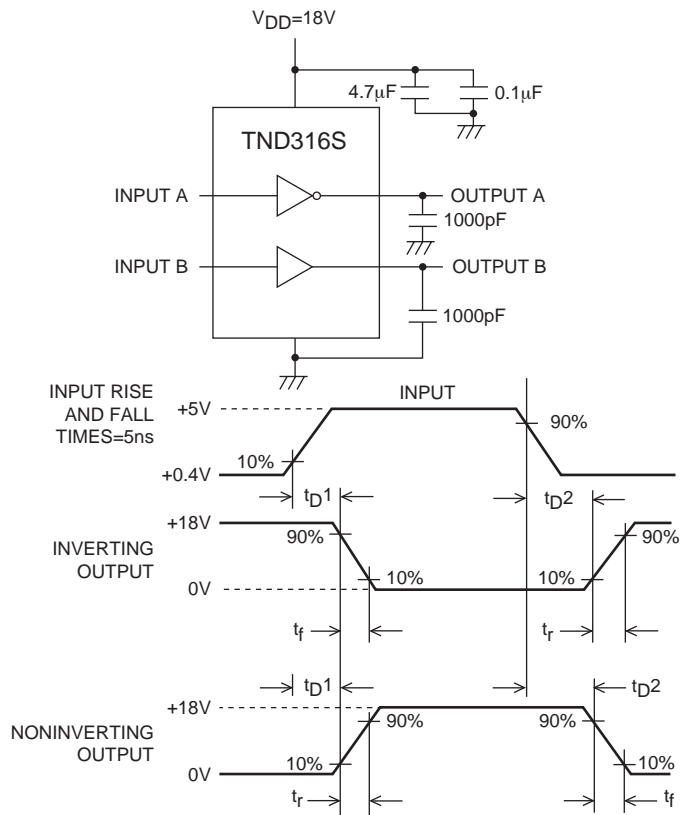 VDD=18V
4.7μF
0.1μF
TND316S
INPUT A
OUTPUT A
1000pF
INPUT B
OUTPUT B
1000pF
INPUT RISE
AND FALL
TIMES=5ns
+5V
INPUT
90%
10%
+0.4V
tD1
tD2
INVERTING
OUTPUT
+18V
90%
90%
0V
10%
10%
tf
tr
tD1
tD2
NONINVERTING
OUTPUT
+18V
90%
90%
0V
10%
10%
tr
tf